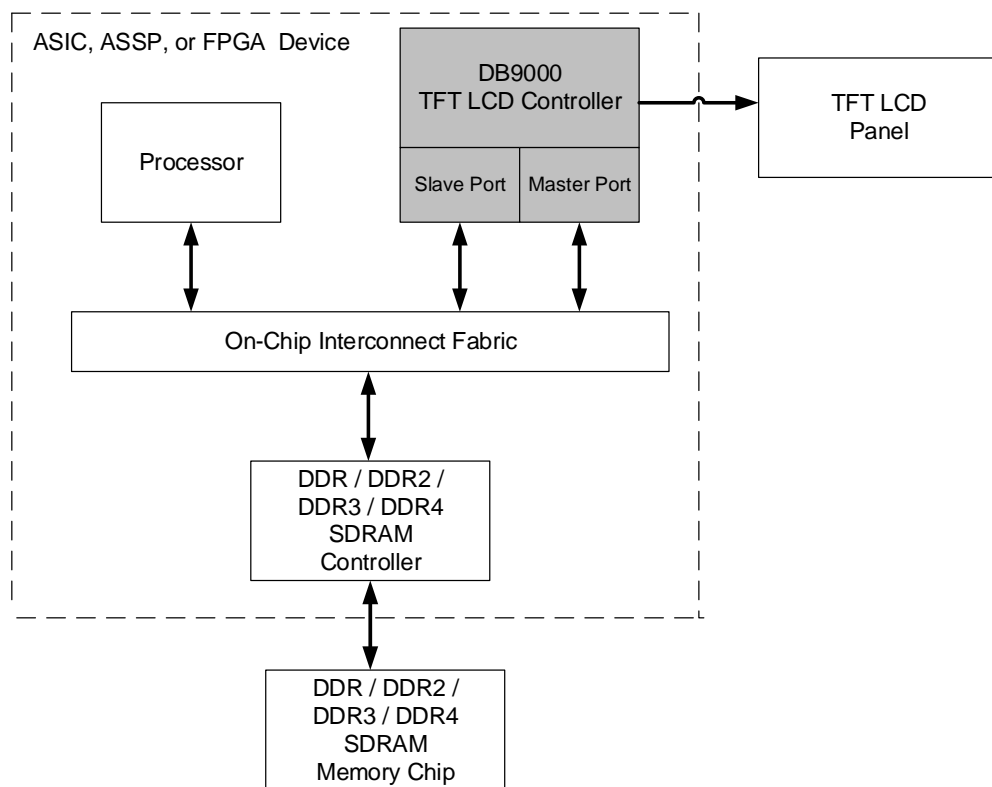 ASIC, ASSP, or FPGA Device
DB9000
TFT LCD Controller
TFT LCD
Panel
Processor
Slave Port
Master Port
On-Chip Interconnect Fabric
DDR / DDR2 /
DDR3 / DDR4
SDRAM
Controller
DDR / DDR2 /
DDR3 / DDR4
SDRAM
Memory Chip